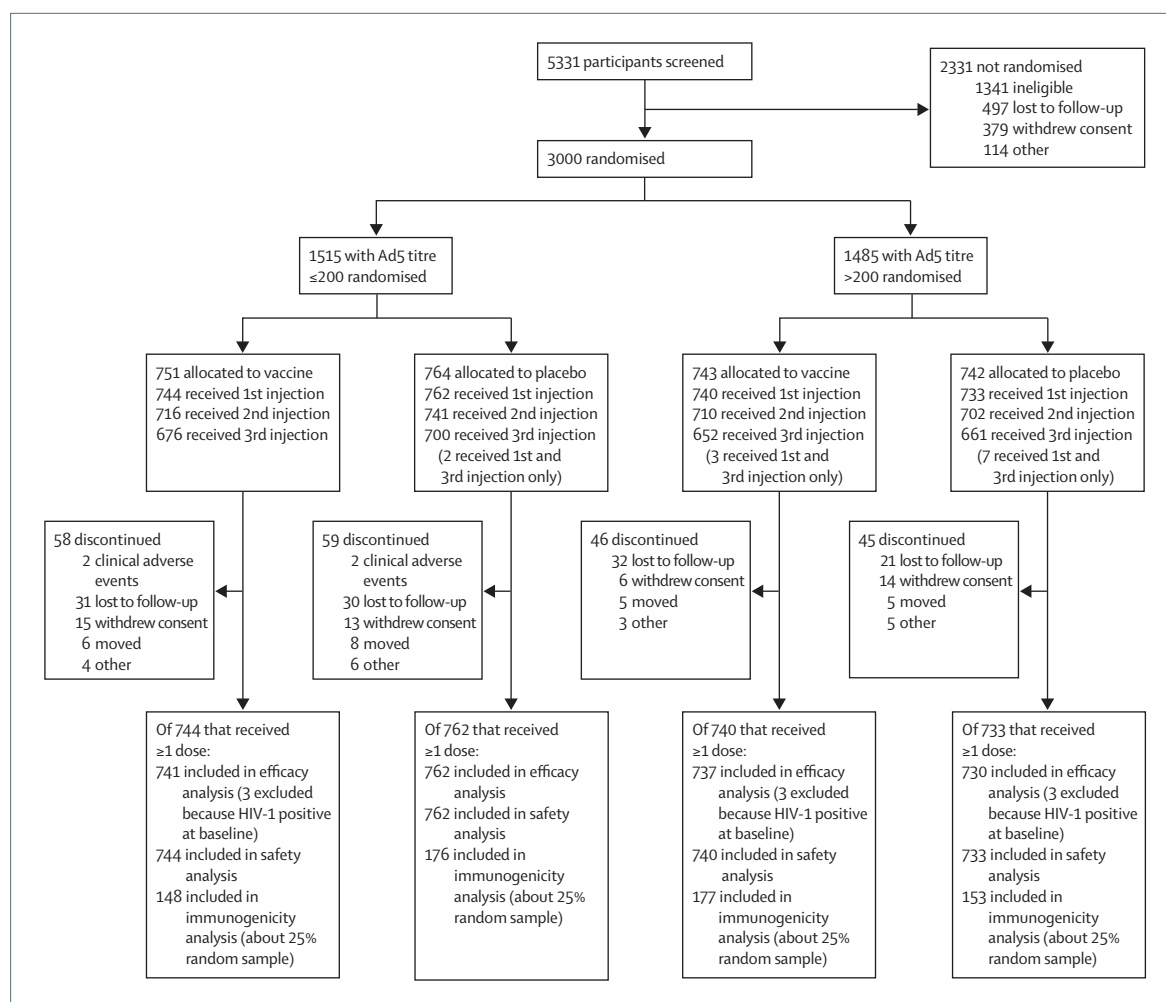 5331 participants screened
2331 not randomised
1341 ineligible
497 lost to follow-up
379 withdrew consent
114 other
3000 randomised
1515 with Ad5 titre
≤200 randomised
1485 with Ad5 titre
>200 randomised
751 allocated to vaccine
744 received 1st injection
716 received 2nd injection
676 received 3rd injection
764 allocated to placebo
762 received 1st injection
741 received 2nd injection
700 received 3rd injection
(2 received 1st and
3rd injection only)
743 allocated to vaccine
740 received 1st injection
710 received 2nd injection
652 received 3rd injection
(3 received 1st and
3rd injection only)
742 allocated to placebo
733 received 1st injection
702 received 2nd injection
661 received 3rd injection
(7 received 1st and
3rd injection only)
58 discontinued
2 clinical adverse
events
31 lost to follow-up
15 withdrew consent
6 moved
4 other
59 discontinued
2 clinical adverse
events
30 lost to follow-up
13 withdrew consent
8 moved
6 other
46 discontinued
32 lost to follow-up
6 withdrew consent
5 moved
3 other
45 discontinued
21 lost to follow-up
14 withdrew consent
5 moved
5 other
Of 744 that received
≥1 dose:
741 included in efficacy
analysis (3 excluded
because HIV-1 positive
at baseline)
744 included in safety
analysis
148 included in
immunogenicity
analysis (about 25%
random sample)
Of 762 that received
≥1 dose:
762 included in efficacy
analysis
762 included in safety
analysis
176 included in
immunogenicity
analysis (about 25%
random sample)
Of 740 that received
≥1 dose:
737 included in efficacy
analysis (3 excluded
because HIV-1 positive
at baseline)
740 included in safety
analysis
177 included in
immunogenicity
analysis (about 25%
random sample)
Of 733 that received
≥1 dose:
730 included in efficacy
analysis (3 excluded
because HIV-1 positive
at baseline)
733 included in safety
analysis
153 included in
immunogenicity
analysis (about 25%
random sample)